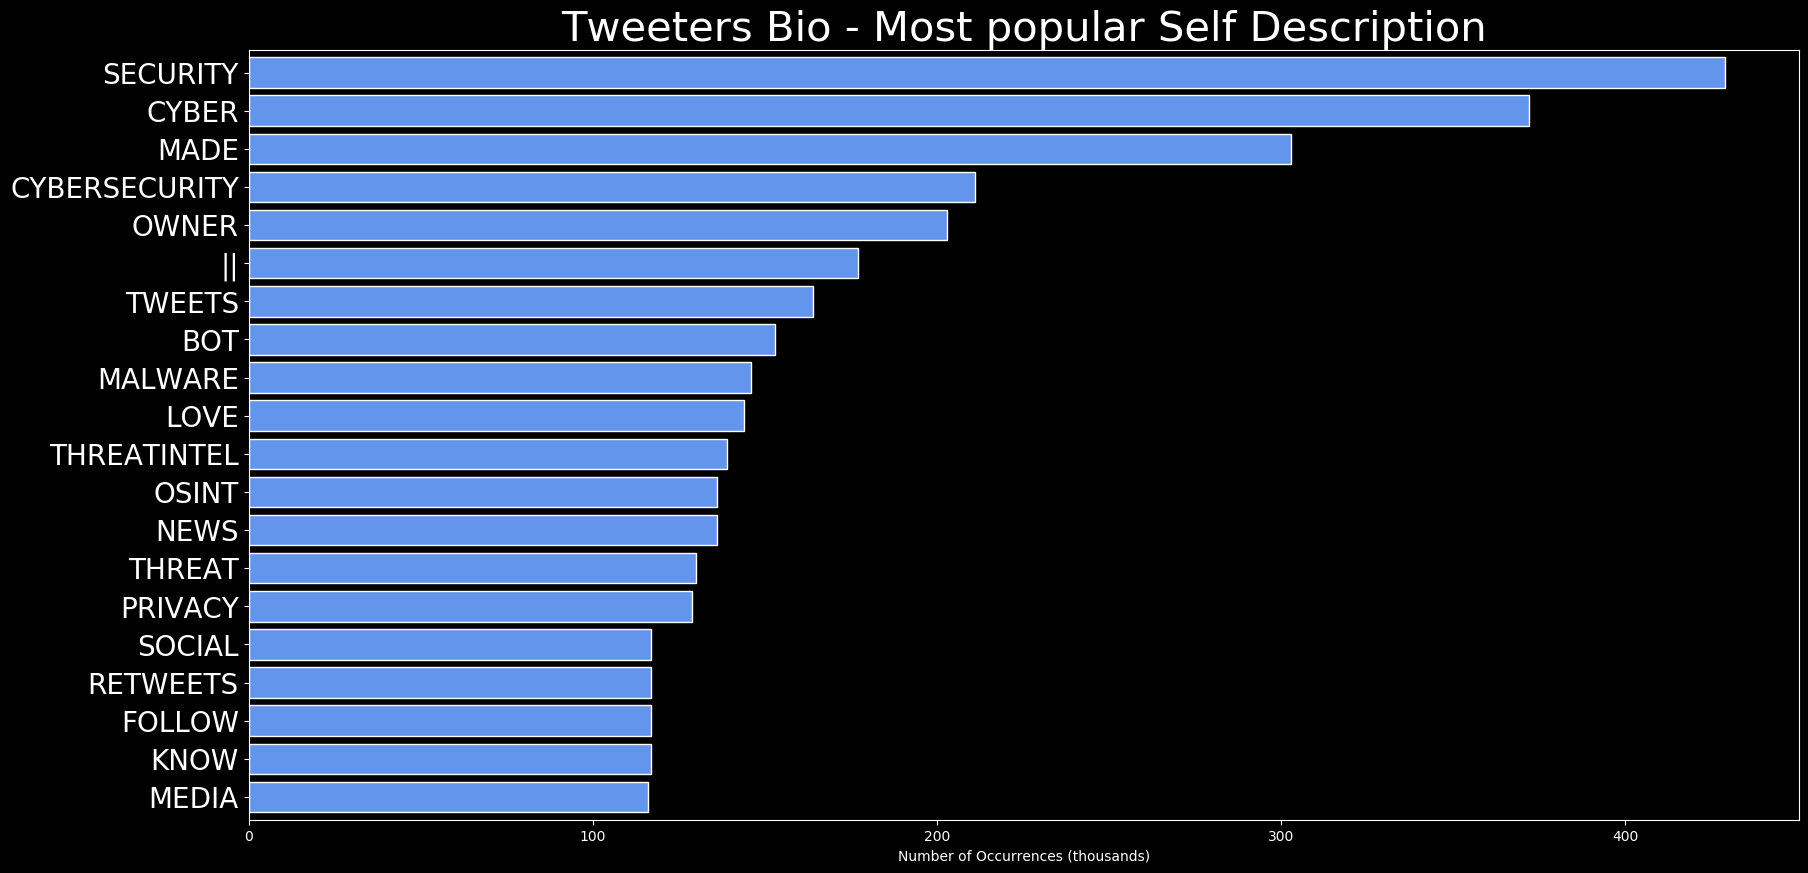 Tweeters Bio - Most popular Self Description
SECURITY
CYBER
MADE
CYBERSECURITY
OWNER
||
TWEETS
BOT
MALWARE
LOVE
THREATINTEL
OSINT
NEWS
THREAT
PRIVACY
SOCIAL
RETWEETS
FOLLOW
KNOW
MEDIA
0 100 200 300 400
Number of Occurrences (thousands)